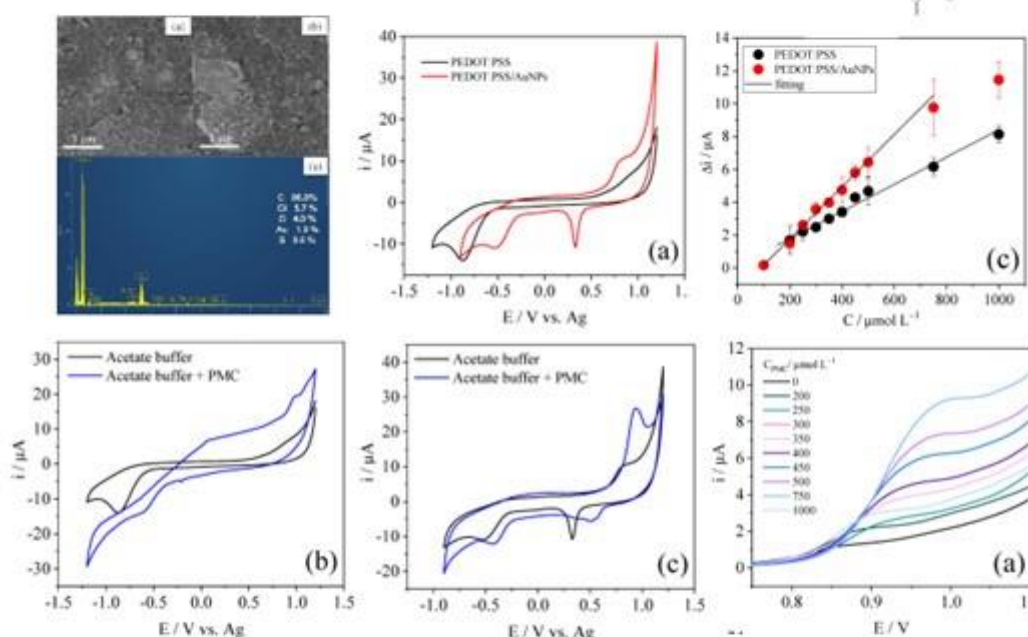 (a)
(b)
1 µm
(c)
C
Cl 5.7 %
O 4.0 %
Au
S
40
30
20
10
0
-10
-1.5 -1.0 -0.5 0.0 0.5 1.0 1.
i / µA
E / V vs. Ag
PEDOT:PSS
PEDOT:PSS/AuNPs
(a)
14
12
10
8
6
4
2
0
0 200 400 600 800 1000
Δi / µA
C / µmol L⁻¹
PEDOT:PSS
PEDOT:PSS/AuNPs
fitting
(c)
30
20
10
0
-10
-20
-30
-1.5 -1.0 -0.5 0.0 0.5 1.0 1.5
i / µA
E / V vs. Ag
Acetate buffer
Acetate buffer + PMC
(b)
40
30
20
10
0
-10
-20
-1.0 -0.5 0.0 0.5 1.0 1.5
i / µA
E / V vs. Ag
Acetate buffer
Acetate buffer + PMC
(c)
12
10
8
6
4
2
0
0.8 0.9 1.0
i / µA
E / V
C PMC / µmol L⁻¹
0
200
250
300
350
400
450
500
750
1000
(a)